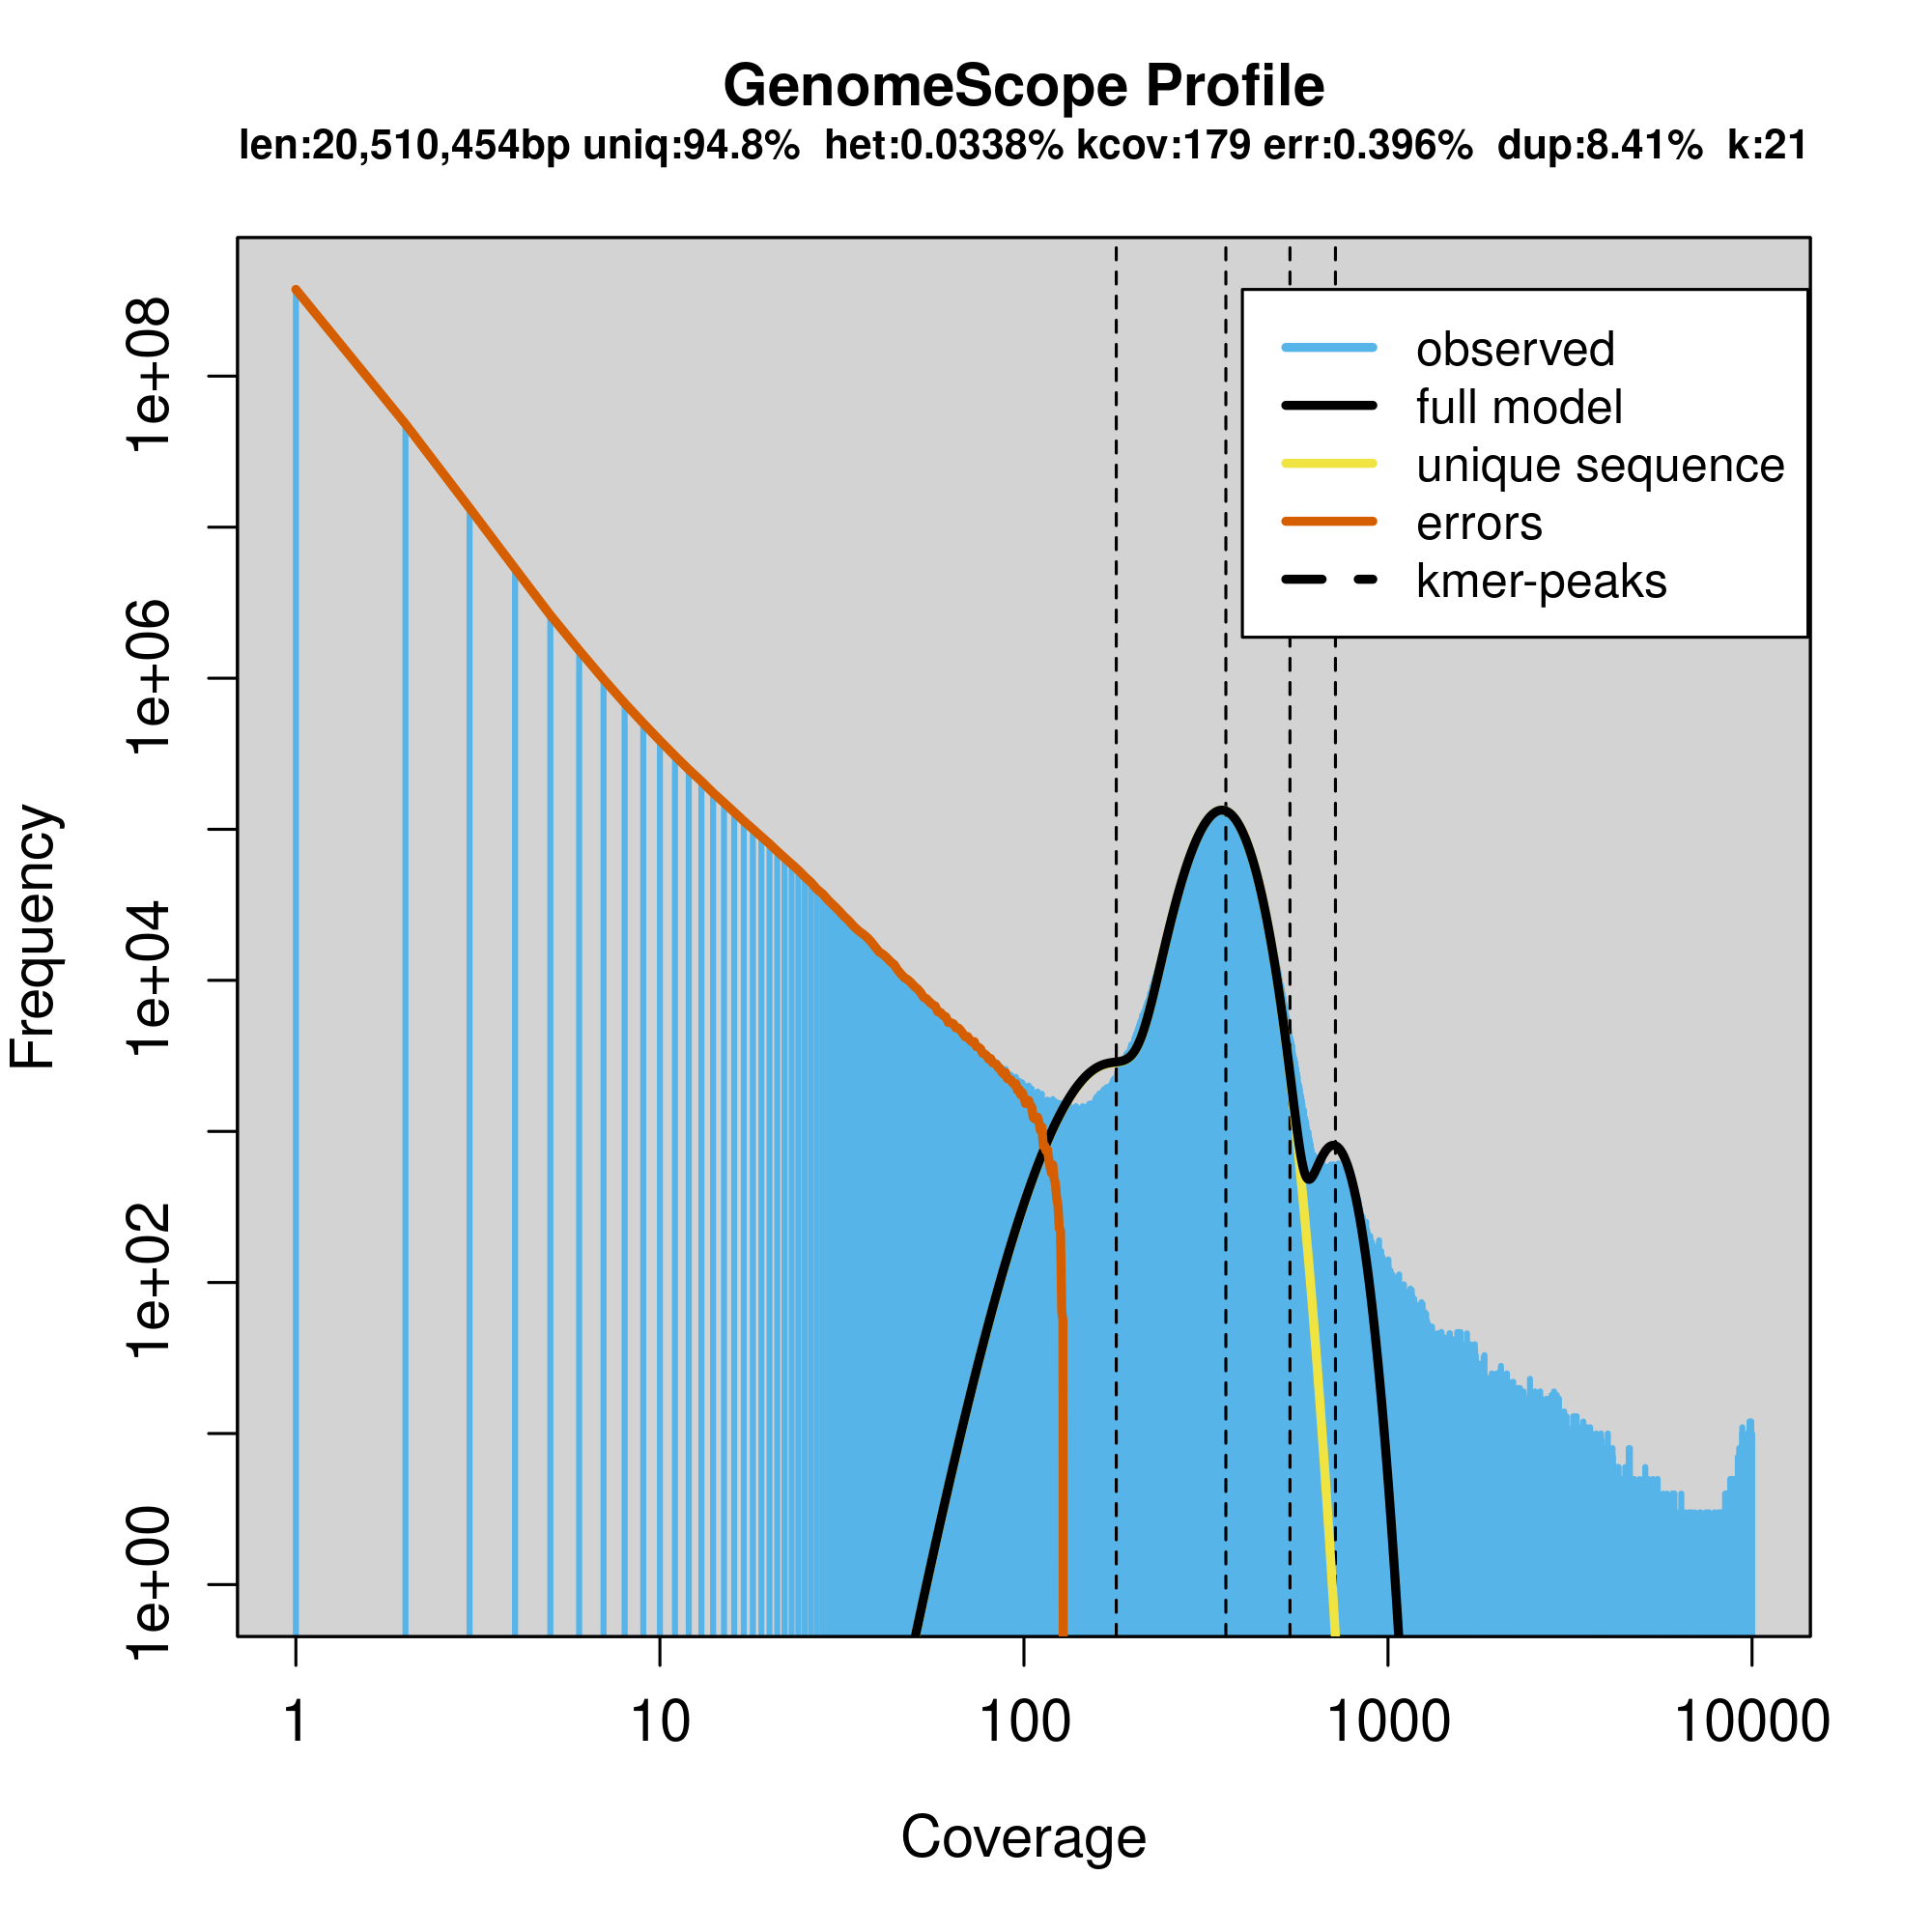 GenomeScope Profile
len:20,510,454bp uniq:94.8% het:0.0338% kcov:179 err:0.396% dup:8.41% k:21
observed
full model
unique sequence
errors
kmer-peaks
Frequency
1e+08
1e+06
1e+04
1e+02
1e+00
1 10 100 1000 10000
Coverage